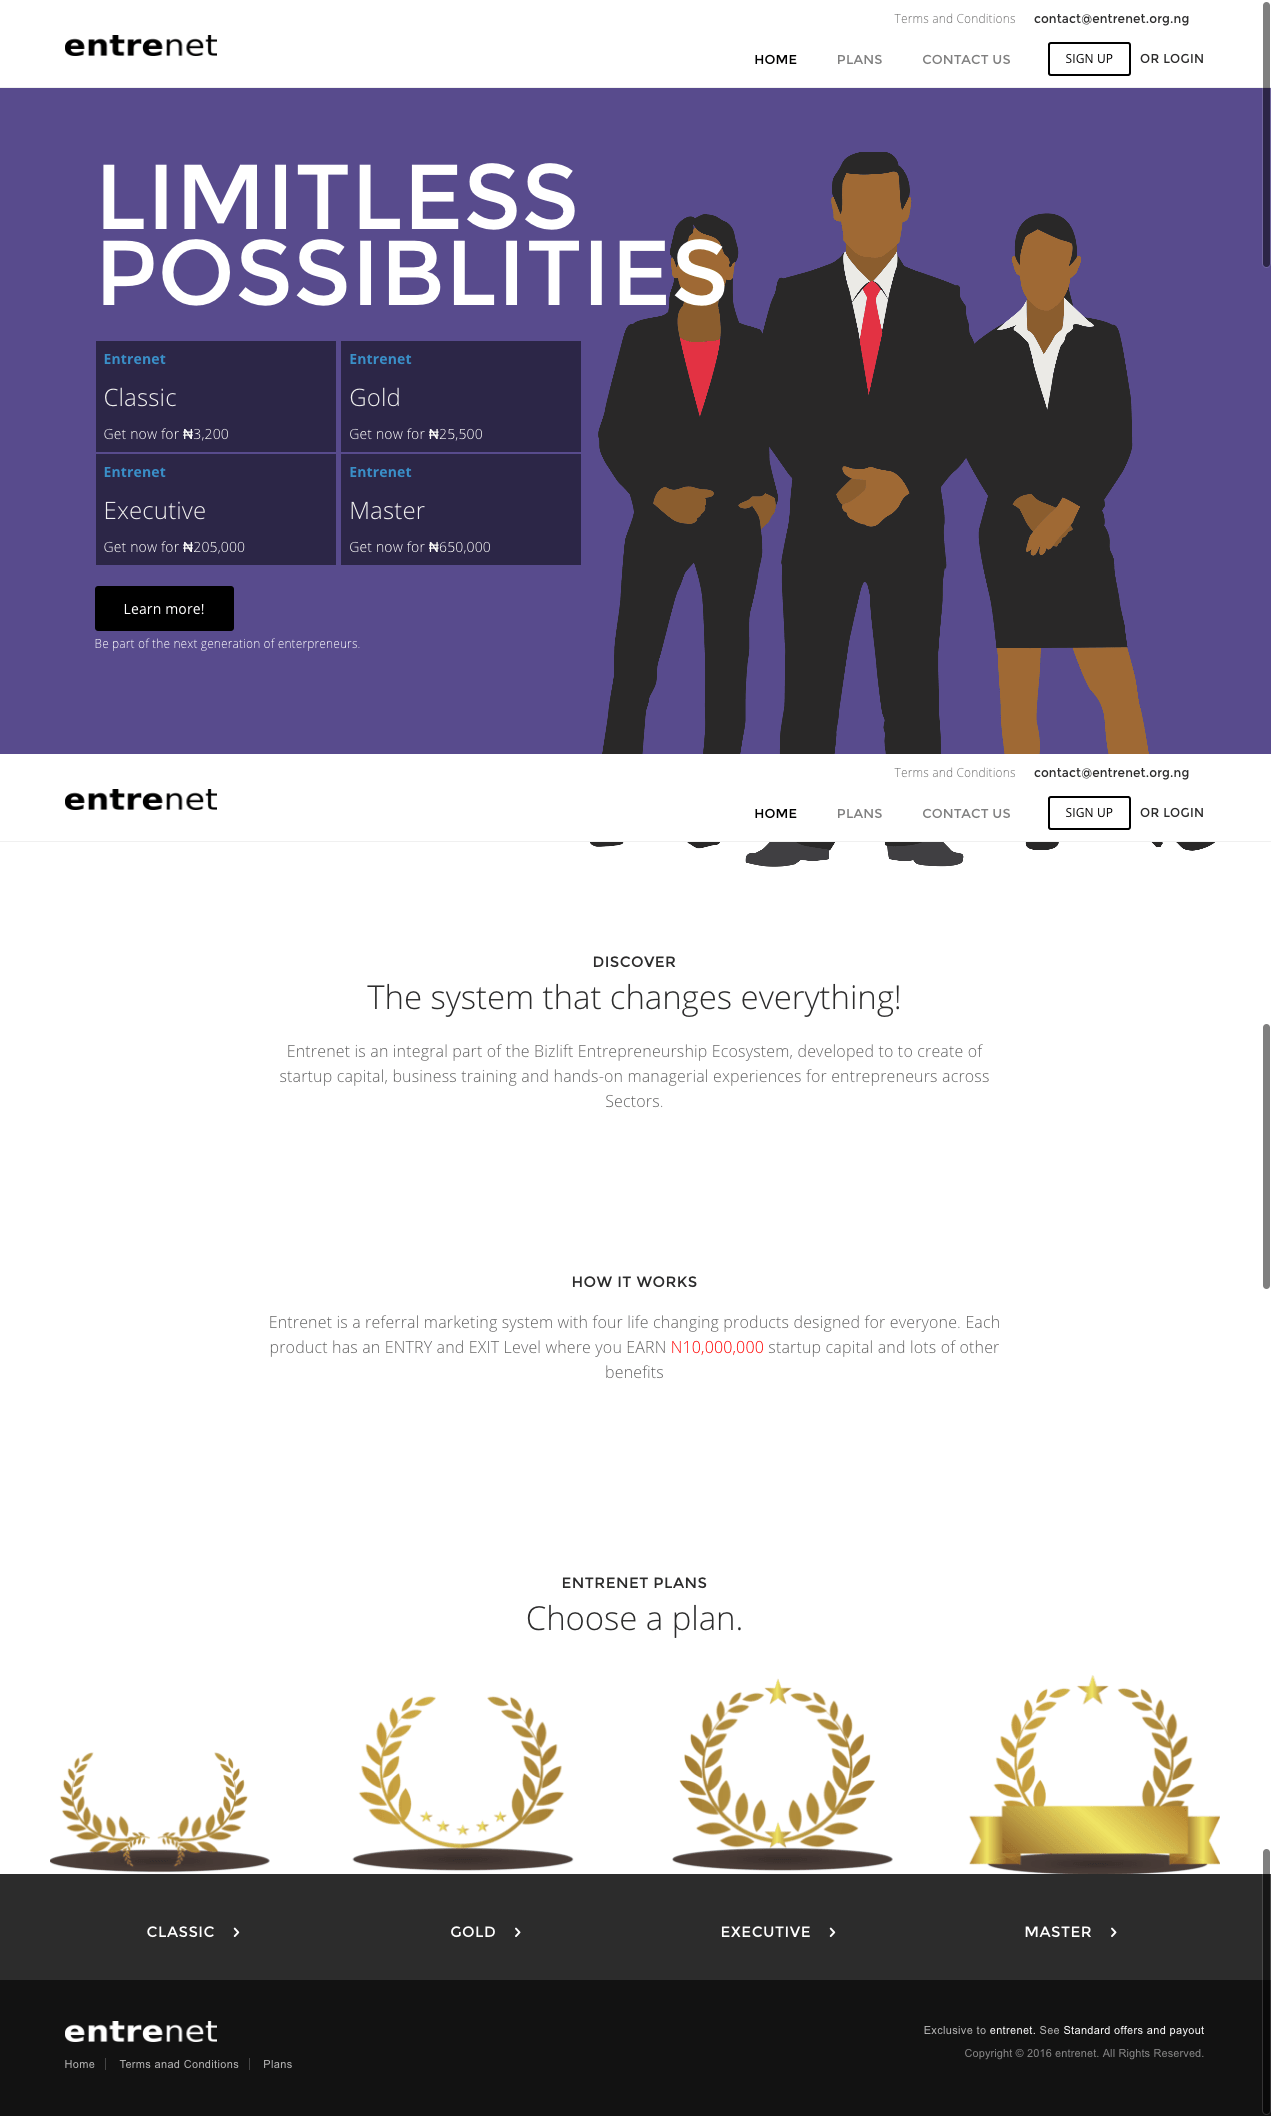 Terms and Conditions contact@entrenet.org.ng
entrenet
HOME PLANS CONTACT US SIGN UP OR LOGIN
LIMITLESS
POSSIBLITIES
Entrenet
Classic
Get now for ₦3,200
Entrenet
Gold
Get now for ₦25,500
Entrenet
Executive
Get now for ₦205,000
Entrenet
Master
Get now for ₦650,000
Learn more!
Be part of the next generation of enterpreneurs.
Terms and Conditions contact@entrenet.org.ng
entrenet
HOME PLANS CONTACT US SIGN UP OR LOGIN
DISCOVER
The system that changes everything!
Entrenet is an integral part of the Bizlift Entrepreneurship Ecosystem, developed to to create of
startup capital, business training and hands-on managerial experiences for entrepreneurs across
Sectors.
HOW IT WORKS
Entrenet is a referral marketing system with four life changing products designed for everyone. Each
product has an ENTRY and EXIT Level where you EARN N10,000,000 startup capital and lots of other
benefits
ENTRENET PLANS
Choose a plan.
CLASSIC GOLD EXECUTIVE MASTER
entrenet
Home Terms anad Conditions Plans
Exclusive to entrenet. See Standard offers and payout
Copyright © 2016 entrenet. All Rights Reserved.